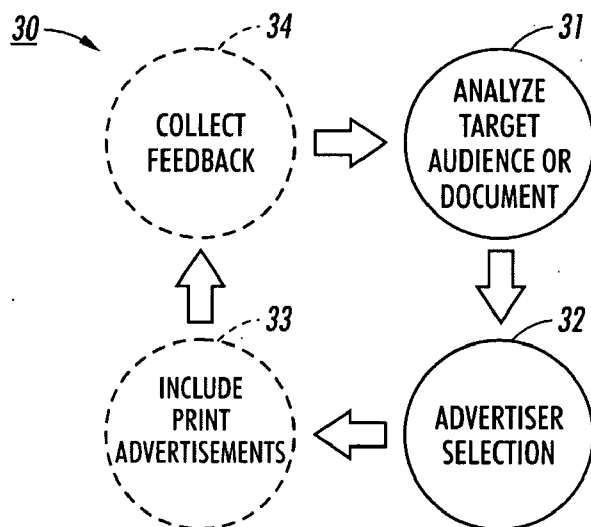 30
34
COLLECT
FEEDBACK
31
ANALYZE
TARGET
AUDIENCE OR
DOCUMENT
33
INCLUDE
PRINT
ADVERTISEMENTS
32
ADVERTISER
SELECTION